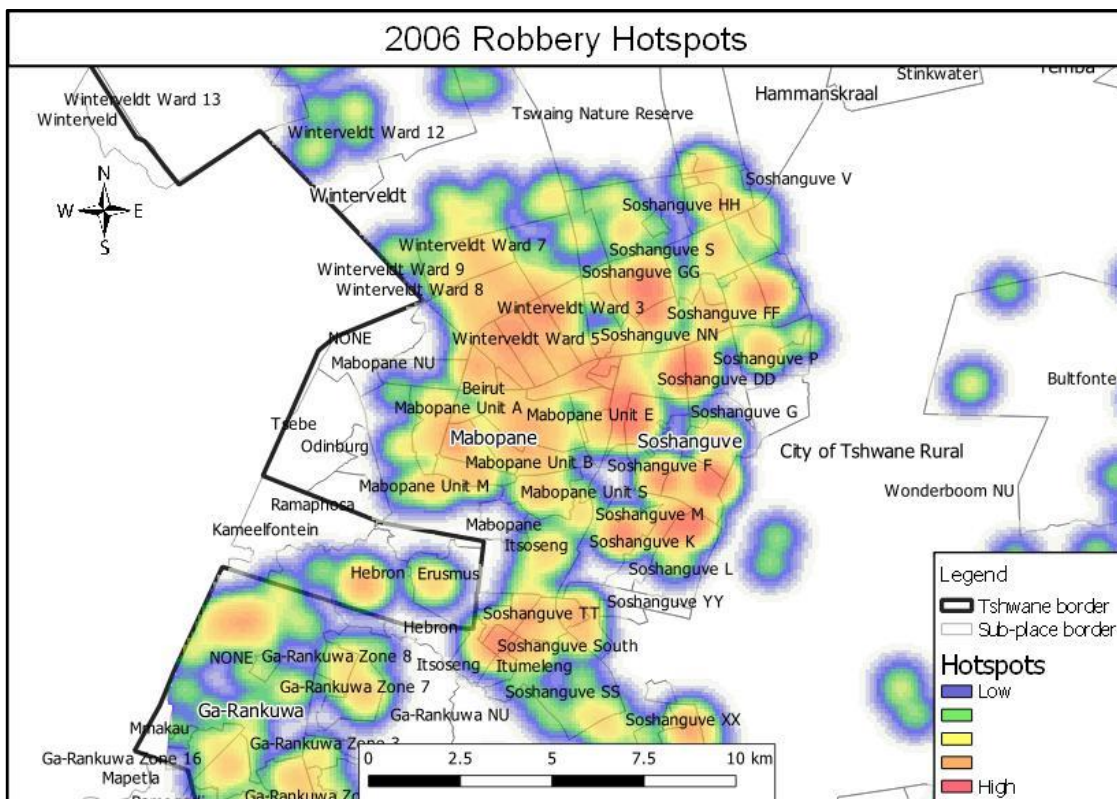 2006 Robbery Hotspots
Stinkwater
Temba
Hammanskraal
Winterveldt Ward 13
Winterveld
Tswaing Nature Reserve
Winterveldt Ward 12
N
W E
S
Soshanguve V
Winterveldt
Soshanguve HH
Winterveldt Ward 7
Soshanguve S
Winterveldt Ward 9
Soshanguve GG
Winterveldt Ward 8
Winterveldt Ward 3
Soshanguve FF
NONE
Winterveldt Ward 5
Soshanguve NN
Mabopane NU
Soshanguve P
Beirut
Soshanguve DD
Bultfonte
Mabopane Unit A
Mabopane Unit E
Soshanguve G
Tsebe
Odinburg
Mabopane
Soshanguve
City of Tshwane Rural
Mabopane Unit B
Soshanguve F
Mabopane Unit M
Mabopane Unit S
Wonderboom NU
Ramaphosa
Soshanguve M
Kameelfontein
Mabopane
Itsoseng
Soshanguve K
Hebron
Erusmus
Soshanguve L
Soshanguve YY
Soshanguve TT
Hebron
Soshanguve South
NONE
Ga-Rankuwa Zone 8
Itsoseng
Itumeleng
Ga-Rankuwa Zone 7
Soshanguve SS
Ga-Rankuwa
Ga-Rankuwa NU
Soshanguve XX
Mmakau
Ga-Rankuwa Zone 16
Mapetla
0 2.5 5 10 km
Legend
Tshwane border
Sub-place border
Hotspots
Low
High